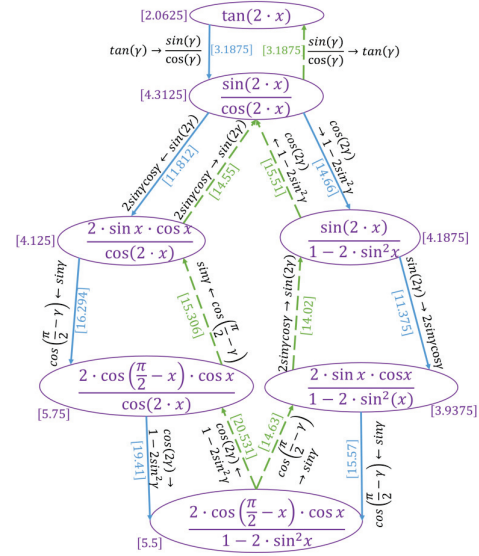 [2.0625] tan(2 · x)
tan(γ) → sin(γ)/cos(γ) [3.1875] [3.1875] sin(γ)/cos(γ) → tan(γ)
[4.3125] sin(2 · x)/cos(2 · x)
2sinγcosγ ← sin(2γ)
[11.812]
2sinγcosγ → sin(2γ)
[14.55]
cos(2γ)
← 1 − 2sin²γ
[15.51]
cos(2γ)
→ 1 − 2sin²γ
[14.66]
[4.125] 2 · sin x · cos x/cos(2 · x)
sin(2 · x)/1 − 2 · sin²x [4.1875]
cos(π/2 − γ) ← sinγ
[16.294]
sinγ ← cos(π/2 − γ)
[15.306]
2sinγcosγ → sin(2γ)
[14.02]
sin(2γ) → 2sinγcosγ
[11.375]
2 · cos(π/2 − x) · cos x/cos(2 · x)
[5.75]
2 · sin x · cosx/1 − 2 · sin²(x)
[3.9375]
[19.41]
cos(2γ) →
1 − 2sin²γ
[20.531]
cos(2γ) ←
1 − 2sin²γ
[14.63]
cos(π/2 − γ)
→ sinγ
[15.57]
cos(π/2 − γ) ← sinγ
2 · cos(π/2 − x) · cos x/1 − 2 · sin²x
[5.5]